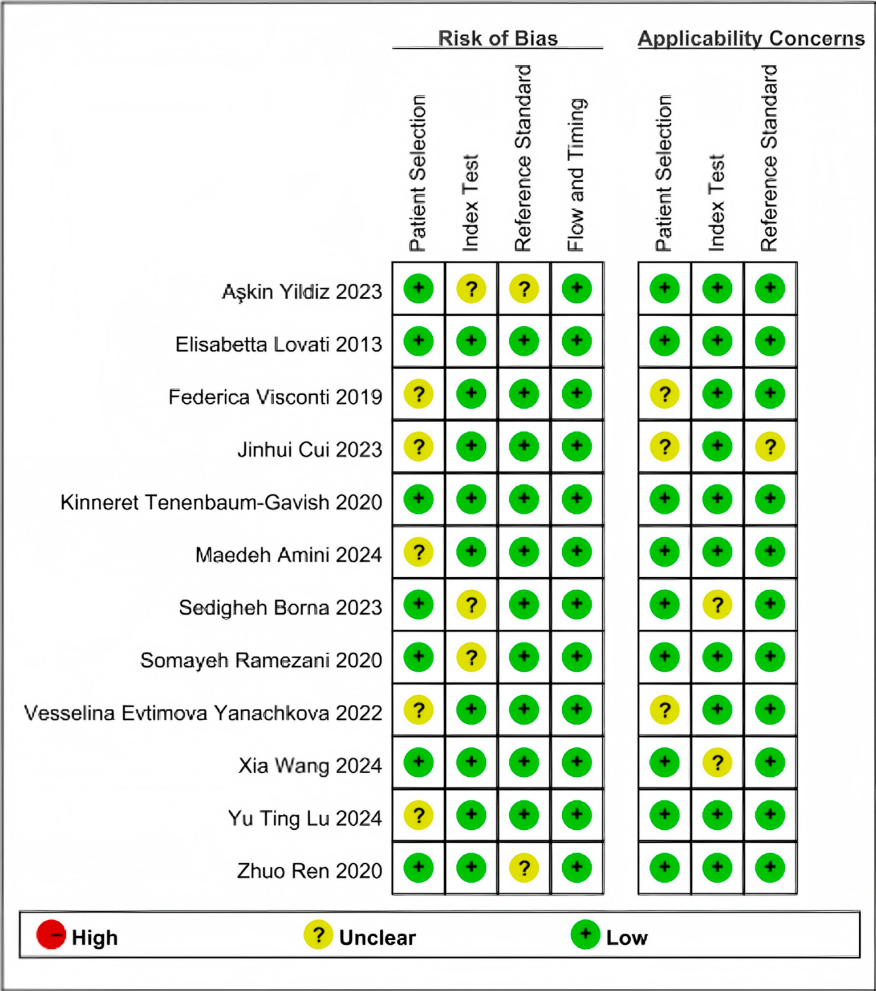 Risk of Bias Applicability Concerns
Patient Selection
Index Test
Reference Standard
Flow and Timing
Patient Selection
Index Test
Reference Standard
Aşkin Yildiz 2023 + ? ? + + + +
Elisabetta Lovati 2013 + + + + + + +
Federica Visconti 2019 ? + + + ? + +
Jinhui Cui 2023 ? + + + ? + ?
Kinneret Tenenbaum-Gavish 2020 + + + + + + +
Maedeh Amini 2024 ? + + + + + +
Sedigheh Borna 2023 + ? + + + ? +
Somayeh Ramezani 2020 + ? + + + + +
Vesselina Evtimova Yanachkova 2022 ? + + + ? + +
Xia Wang 2024 + + + + + ? +
Yu Ting Lu 2024 ? + + + + + +
Zhuo Ren 2020 + + ? + + + +
- High ? Unclear + Low